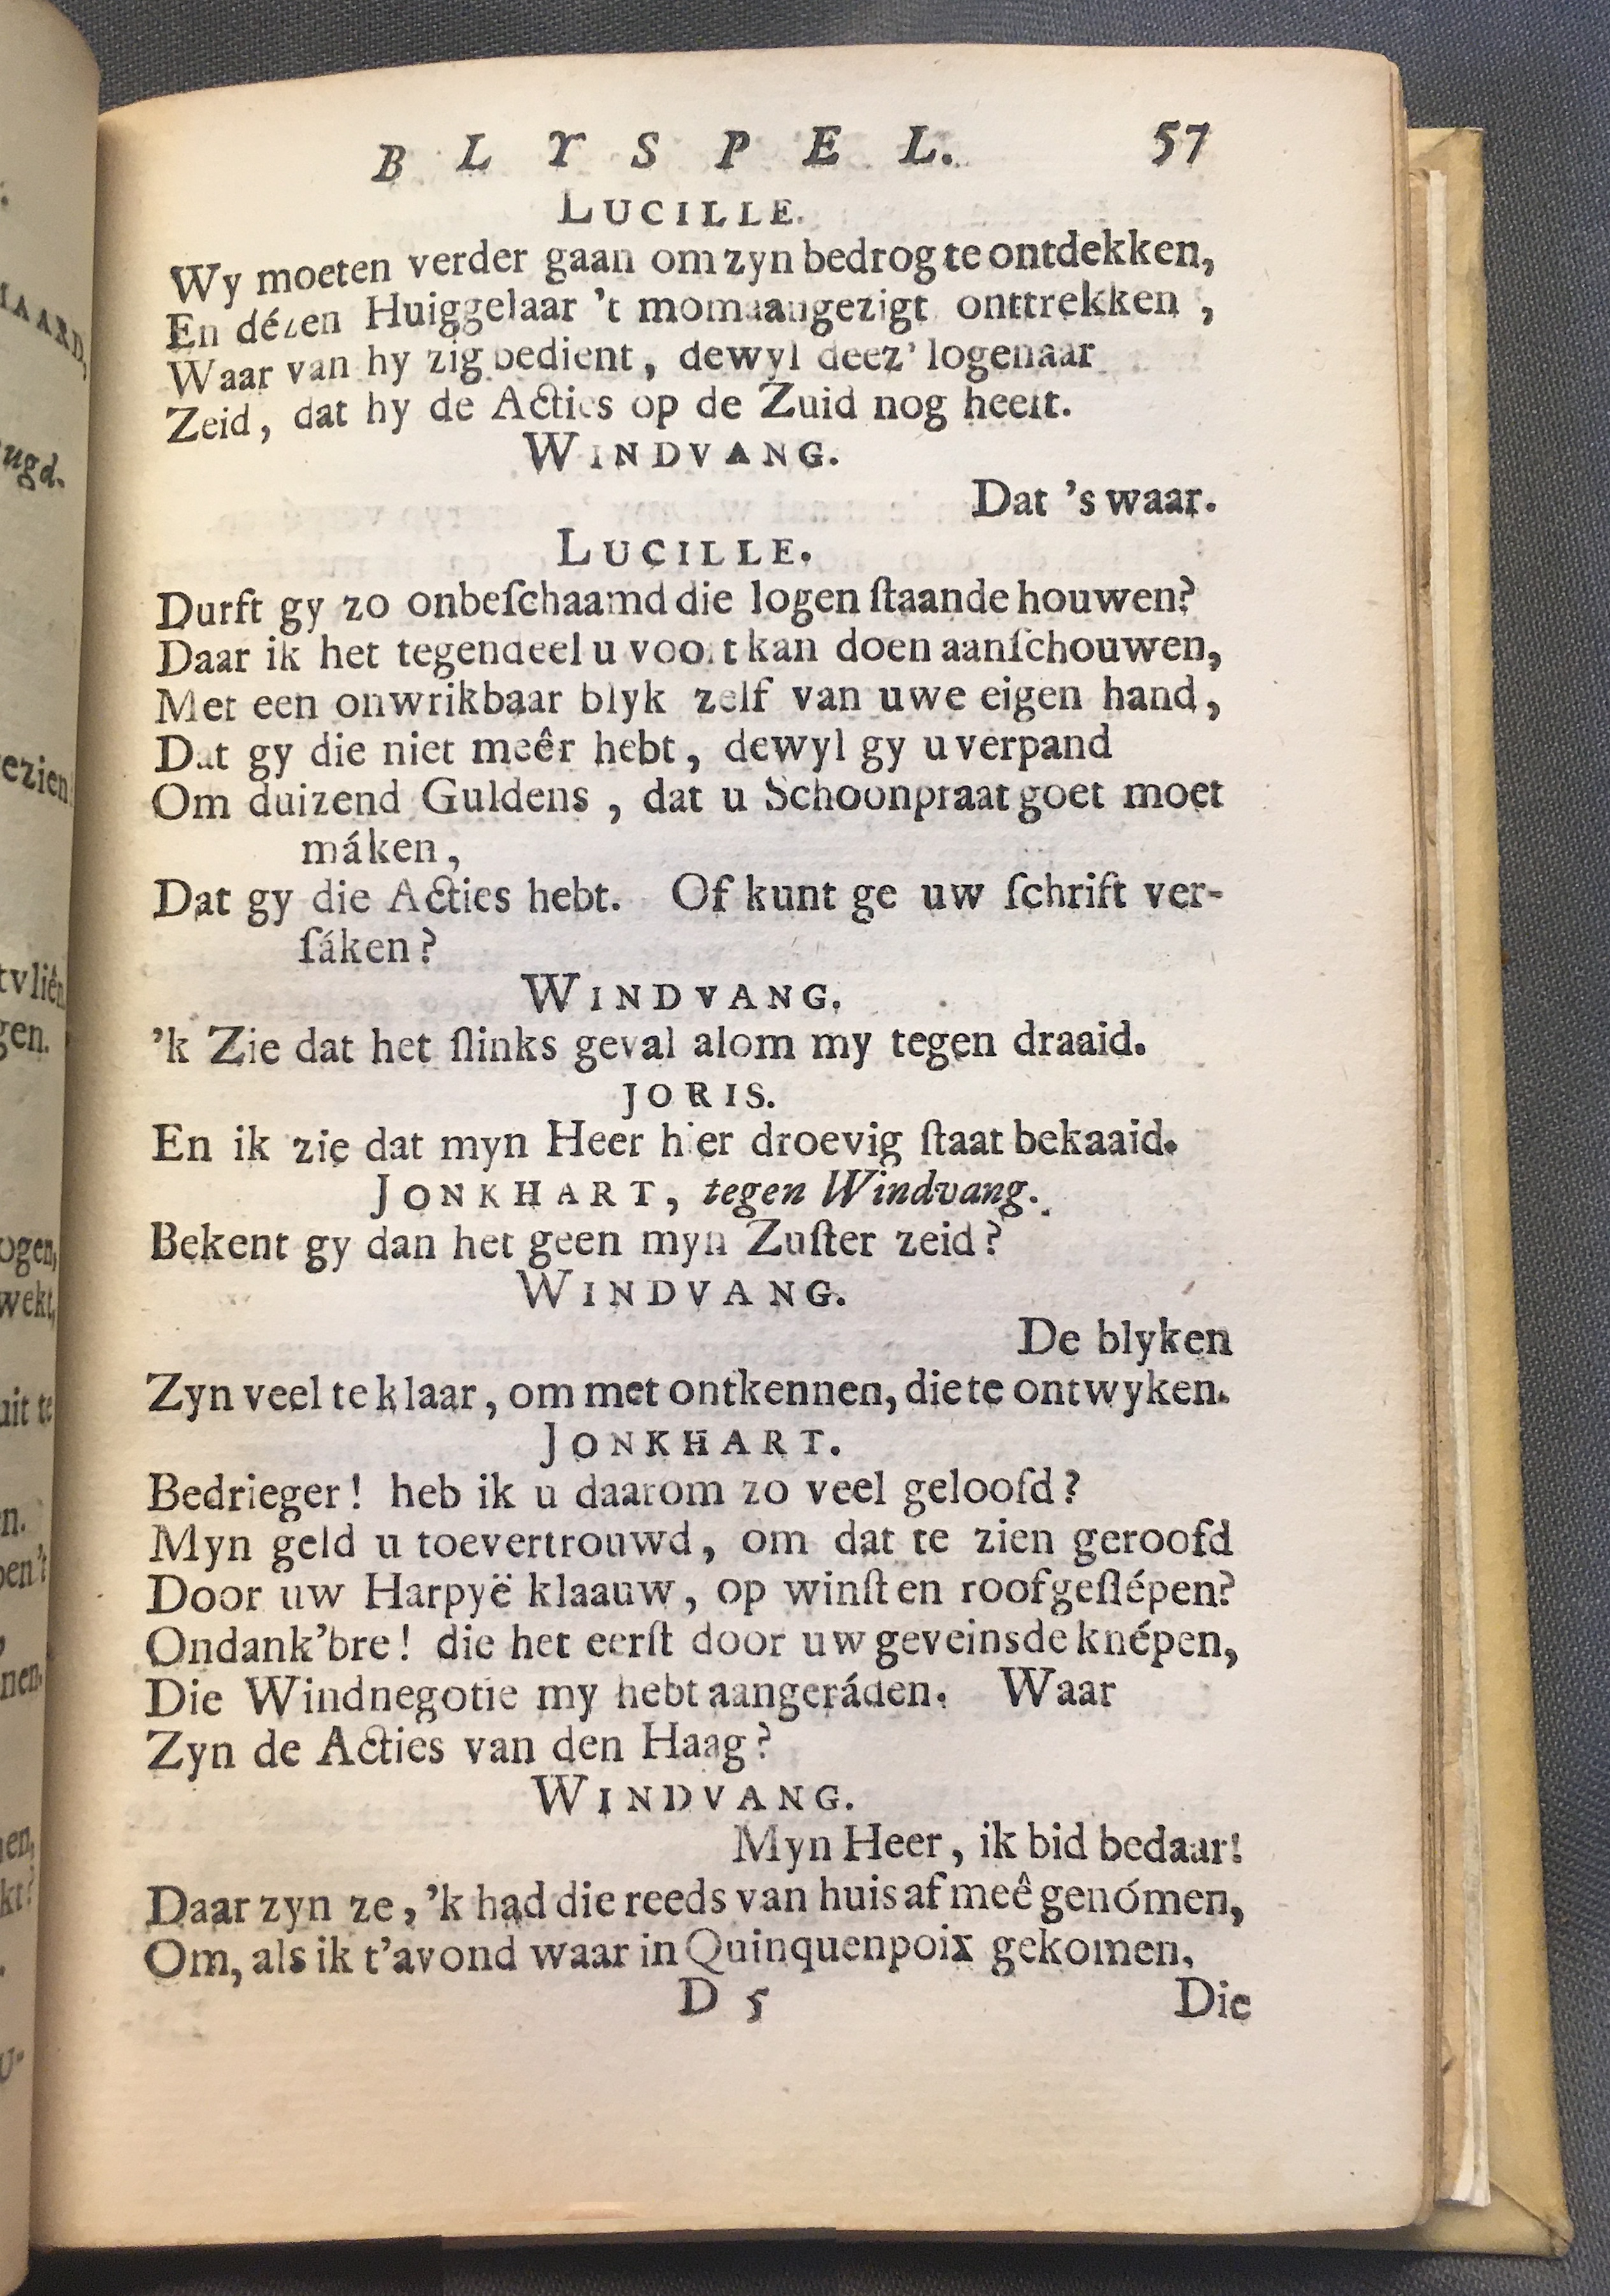 BLYSPEL. 57
LUCILLE.
Wy moeten verder gaan om zyn bedrog te ontdekken,
En dézen Huiggelaar 't momaangezigt onttrekken,
Waar van hy zig bedient, dewyl deez' logenaar
Zeid, dat hy de Acties op de Zuid nog heeft.
WINDVANG.
Dat 's waar.
LUCILLE.
Durft gy zo onbeſchaamd die logen ſtaande houwen?
Daar ik het tegendeel u voort kan doen aanſchouwen,
Met een onwrikbaar blyk zelf van uwe eigen hand,
Dat gy die niet meêr hebt, dewyl gy u verpand
Om duizend Guldens, dat u Schoonpraat goet moet
máken,
Dat gy die Acties hebt. Of kunt ge uw ſchrift ver-
ſáken?
WINDVANG.
'k Zie dat het ſlinks geval alom my tegen draaid.
JORIS.
En ik zie dat myn Heer hier droevig ſtaat bekaaid.
JONKHART, tegen Windvang.
Bekent gy dan het geen myn Zuſter zeid?
WINDVANG.
De blyken
Zyn veel te klaar, om met ontkennen, die te ontwyken.
JONKHART.
Bedrieger! heb ik u daarom zo veel geloofd?
Myn geld u toevertrouwd, om dat te zien geroofd
Door uw Harpyë klaauw, op winſt en roof geſlépen?
Ondank'bre! die het eerſt door uw geveinsde knépen,
Die Windnegotie my hebt aangeráden. Waar
Zyn de Acties van den Haag?
WINDVANG.
Myn Heer, ik bid bedaar!
Daar zyn ze, 'k had die reeds van huis af meê genómen,
Om, als ik t'avond waar in Quinquenpoix gekomen,
D 5 Die
ugd.
ezien
gen.
ogen,
wekt,
uit te